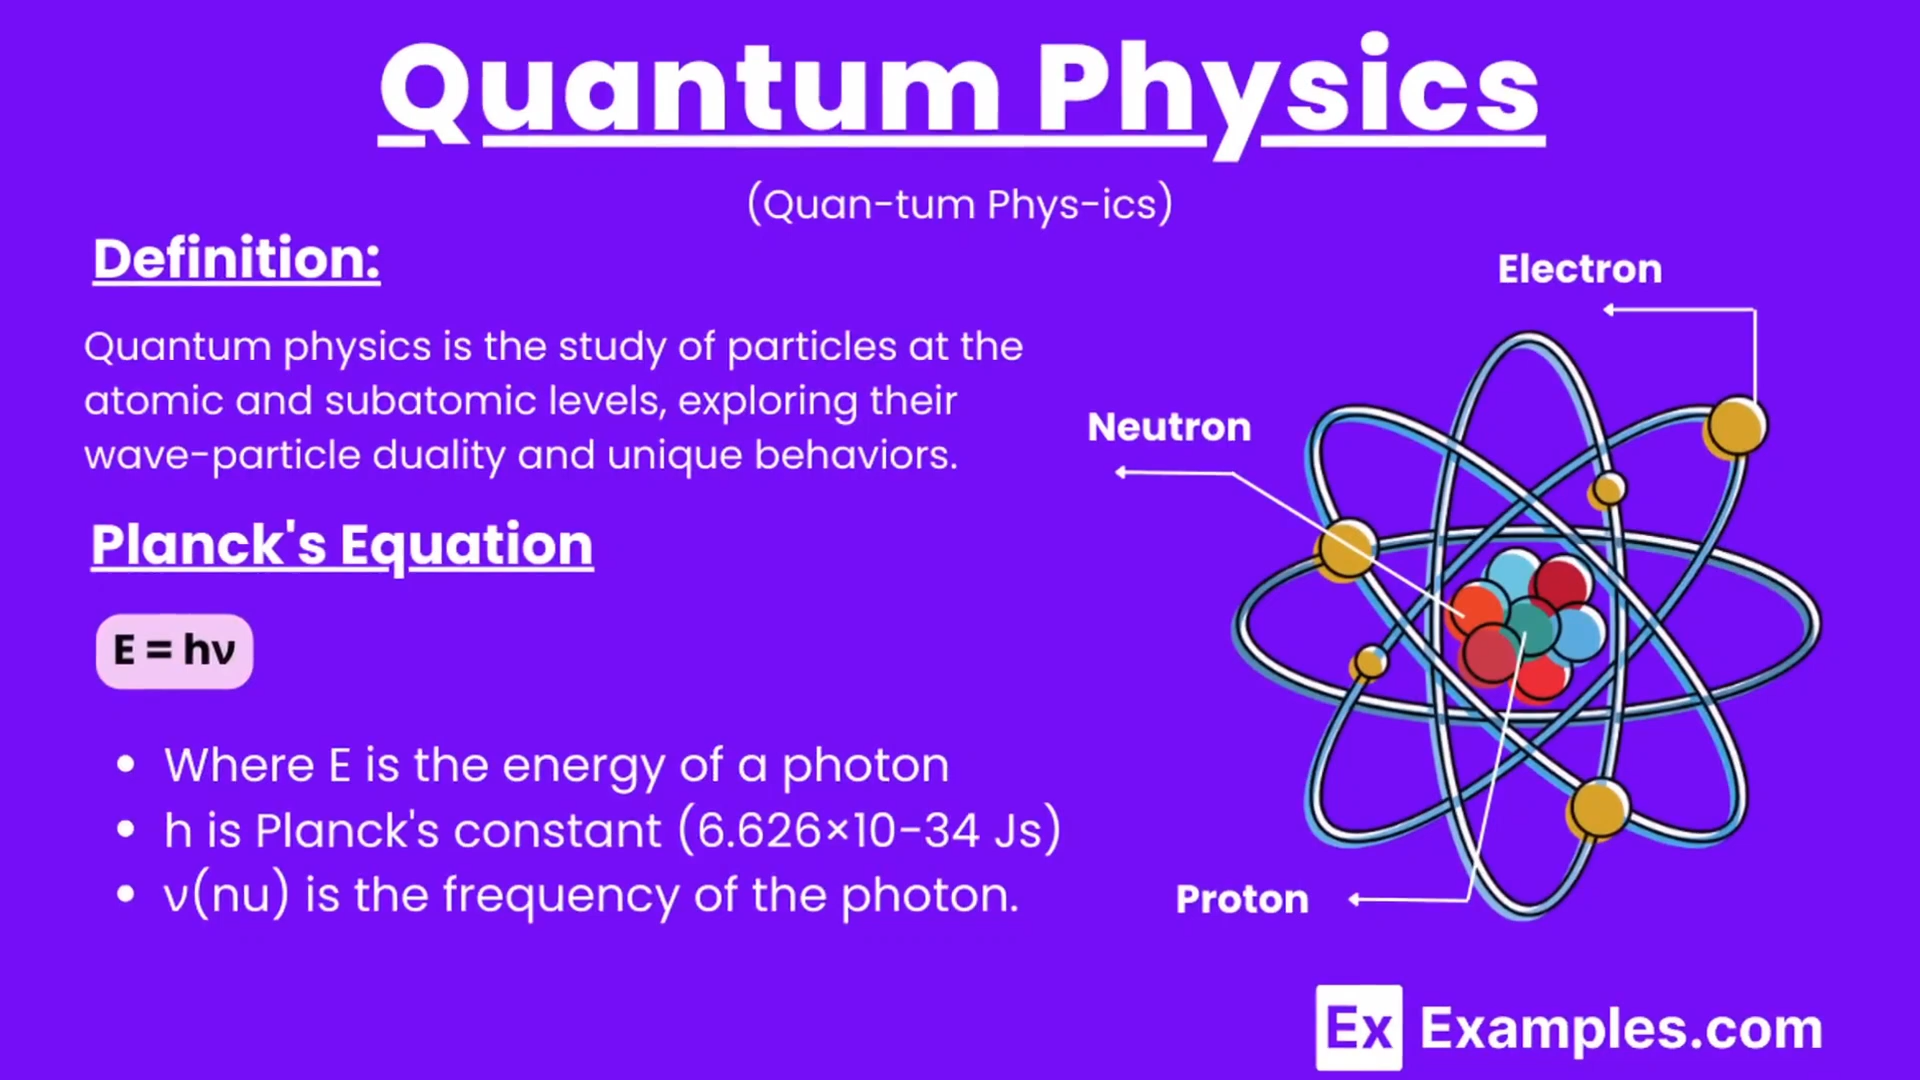 Quantum Physics
(Quan-tum Phys-ics)
Definition:
Quantum physics is the study of particles at the
atomic and subatomic levels, exploring their
wave-particle duality and unique behaviors.
Planck's Equation
E = hν
• Where E is the energy of a photon
• h is Planck's constant (6.626×10−34 Js)
• ν(nu) is the frequency of the photon.
Electron
Neutron
Proton
Ex Examples.com